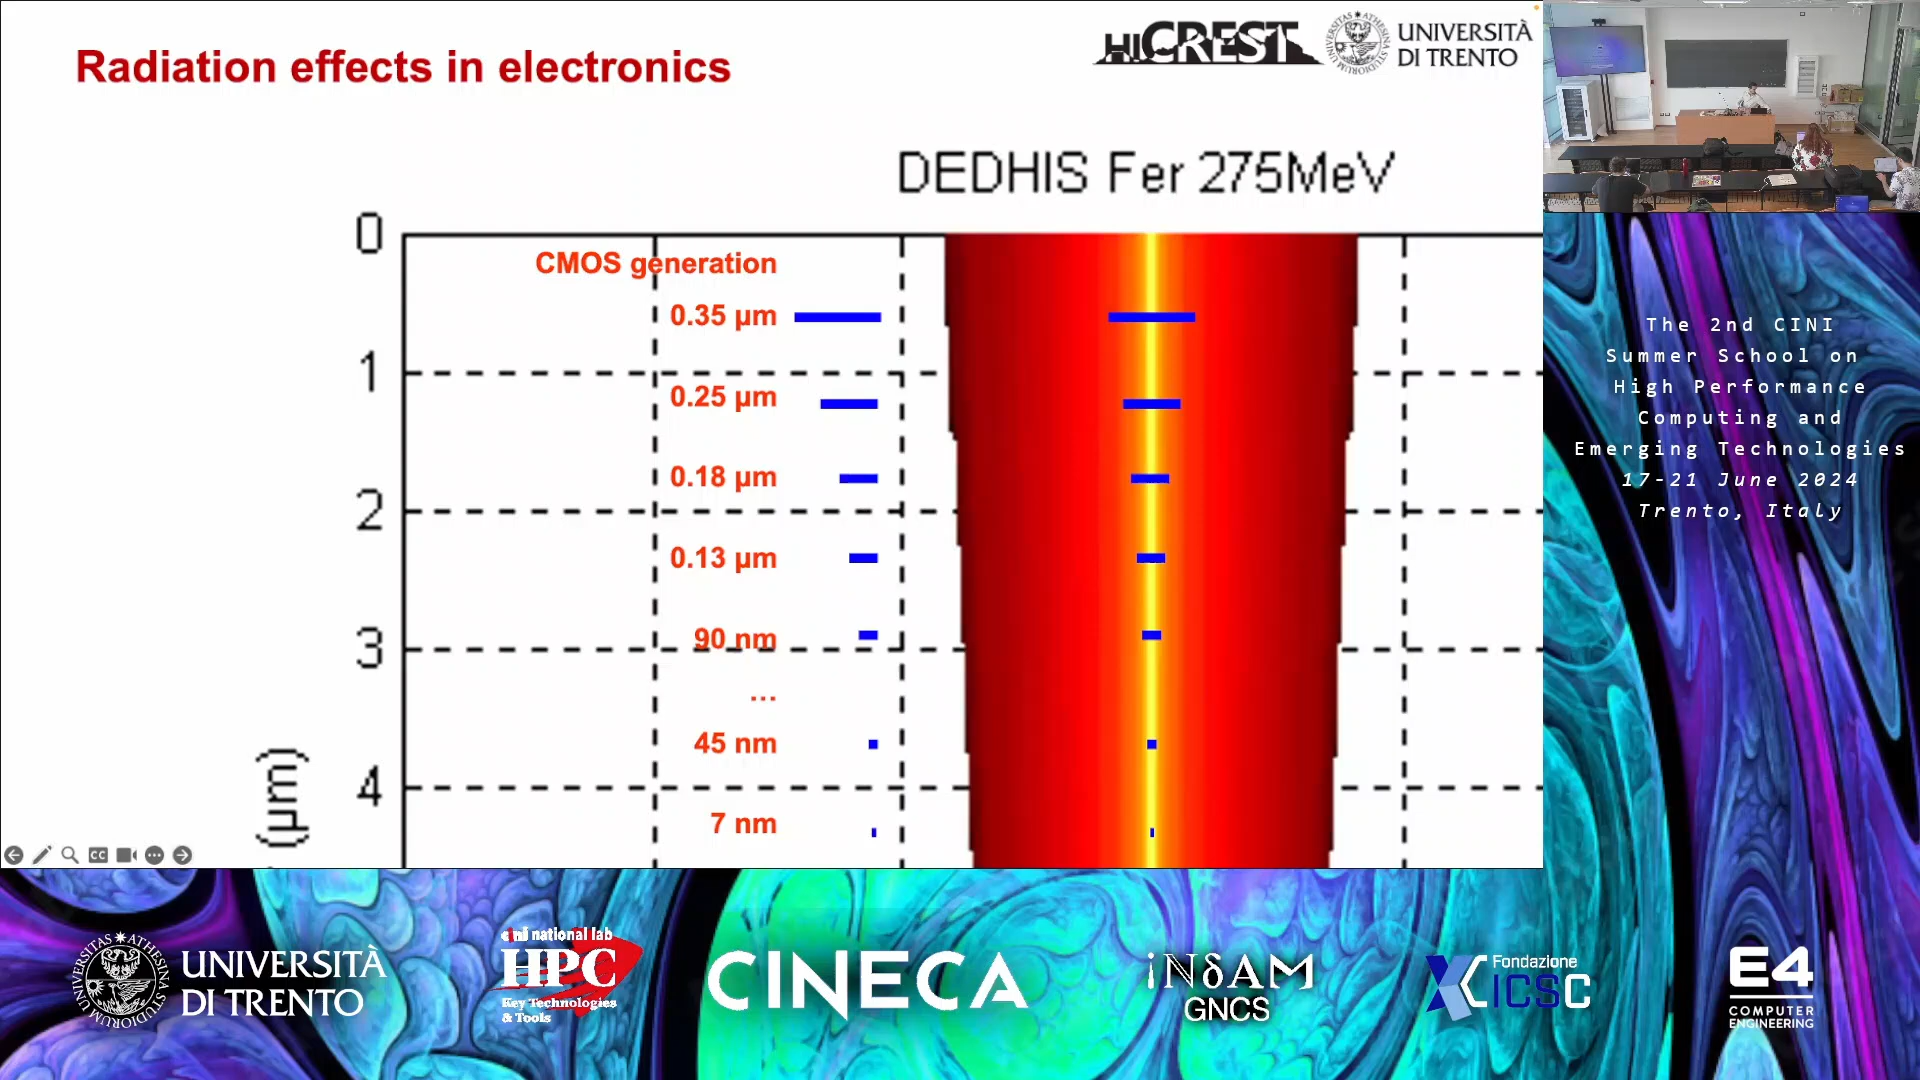 Radiation effects in electronics
HiCREST
UNIVERSITÀ
DI TRENTO
DEDHIS Fer 275MeV
0
CMOS generation
0.35 µm
1
0.25 µm
0.18 µm
2
0.13 µm
90 nm
3
...
45 nm
4
7 nm
(µm)
CC
The 2nd CINI
Summer School on
High Performance
Computing and
Emerging Technologies
17-21 June 2024
Trento, Italy
UNIVERSITÀ
DI TRENTO
cini national lab
HPC
Key Technologies
& Tools
CINECA
iNδAM
GNCS
Fondazione
ICSC
E4
COMPUTER
ENGINEERING